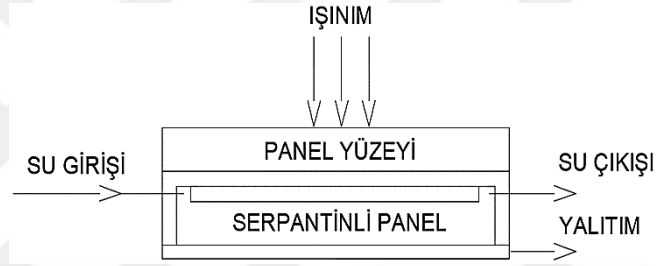 IŞINIM
PANEL YÜZEYİ
SU GİRİŞİ
SU ÇIKIŞI
SERPANTİNLİ PANEL
YALITIM